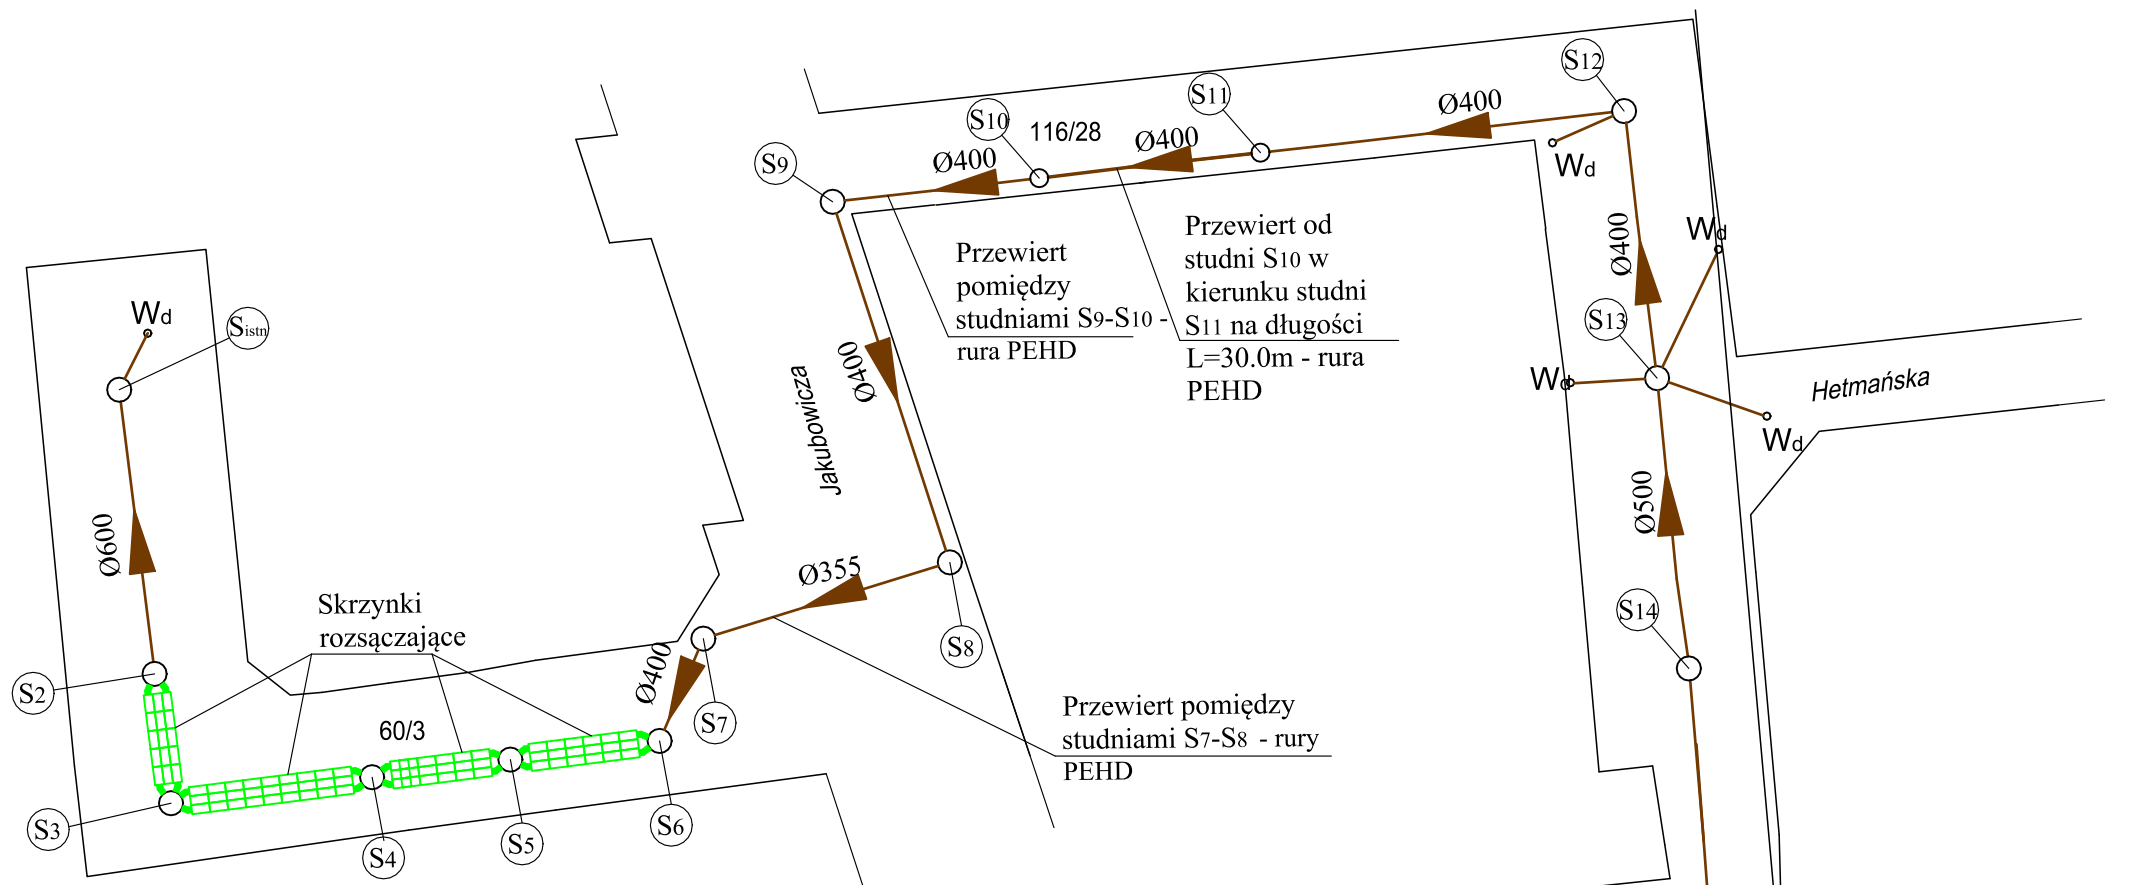 S12
S11
Ø400
S10
116/28
Ø400
Ø400
S9
Wd
Przewiert od
studni S10 w
kierunku studni
S11 na długości
L=30.0m - rura
PEHD
Przewiert
pomiędzy
studniami S9-S10 -
rura PEHD
Wd
Ø400
Wd
Sistn
S13
Ø400
Jakubowicza
Wd
Hetmańska
Wd
Ø600
Ø500
Ø355
Skrzynki
rozsączające
S14
S8
Ø400
S2
S7
60/3
Przewiert pomiędzy
studniami S7-S8 - rury
PEHD
S3
S4
S5
S6